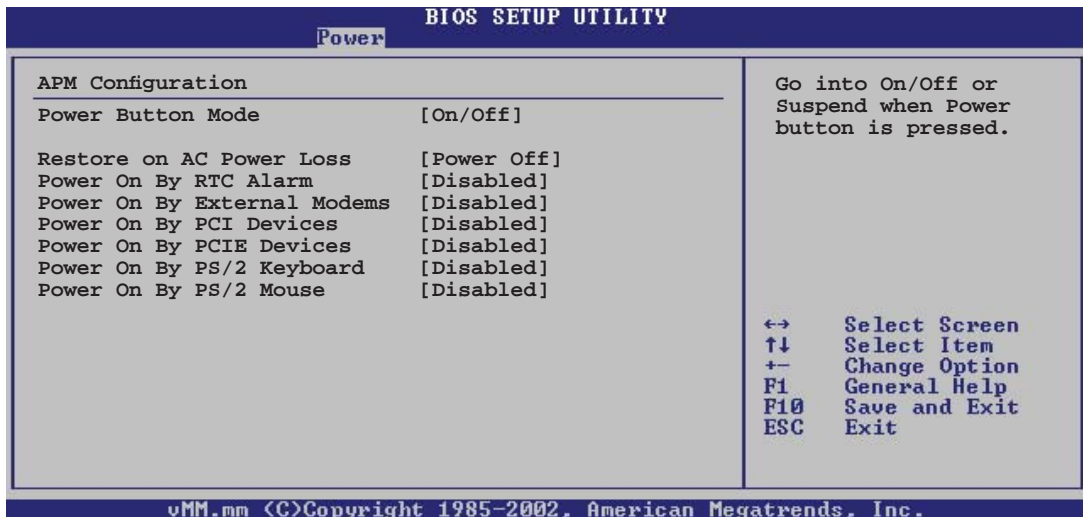 BIOS SETUP UTILITY
Power
APM Configuration
Power Button Mode [On/Off]
Restore on AC Power Loss [Power Off]
Power On By RTC Alarm [Disabled]
Power On By External Modems [Disabled]
Power On By PCI Devices [Disabled]
Power On By PCIE Devices [Disabled]
Power On By PS/2 Keyboard [Disabled]
Power On By PS/2 Mouse [Disabled]
Go into On/Off or
Suspend when Power
button is pressed.
←→ Select Screen
↑↓ Select Item
+- Change Option
F1 General Help
F10 Save and Exit
ESC Exit
vMM.mm (C)Copyright 1985-2002, American Megatrends, Inc.